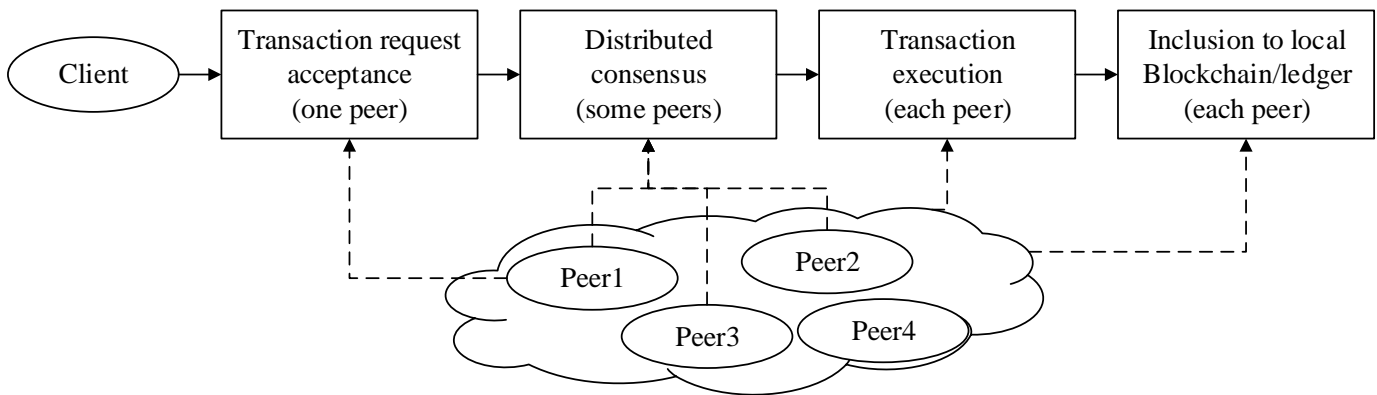 Client
Transaction request
acceptance
(one peer)
Distributed
consensus
(some peers)
Transaction
execution
(each peer)
Inclusion to local
Blockchain/ledger
(each peer)
Peer1
Peer2
Peer3
Peer4